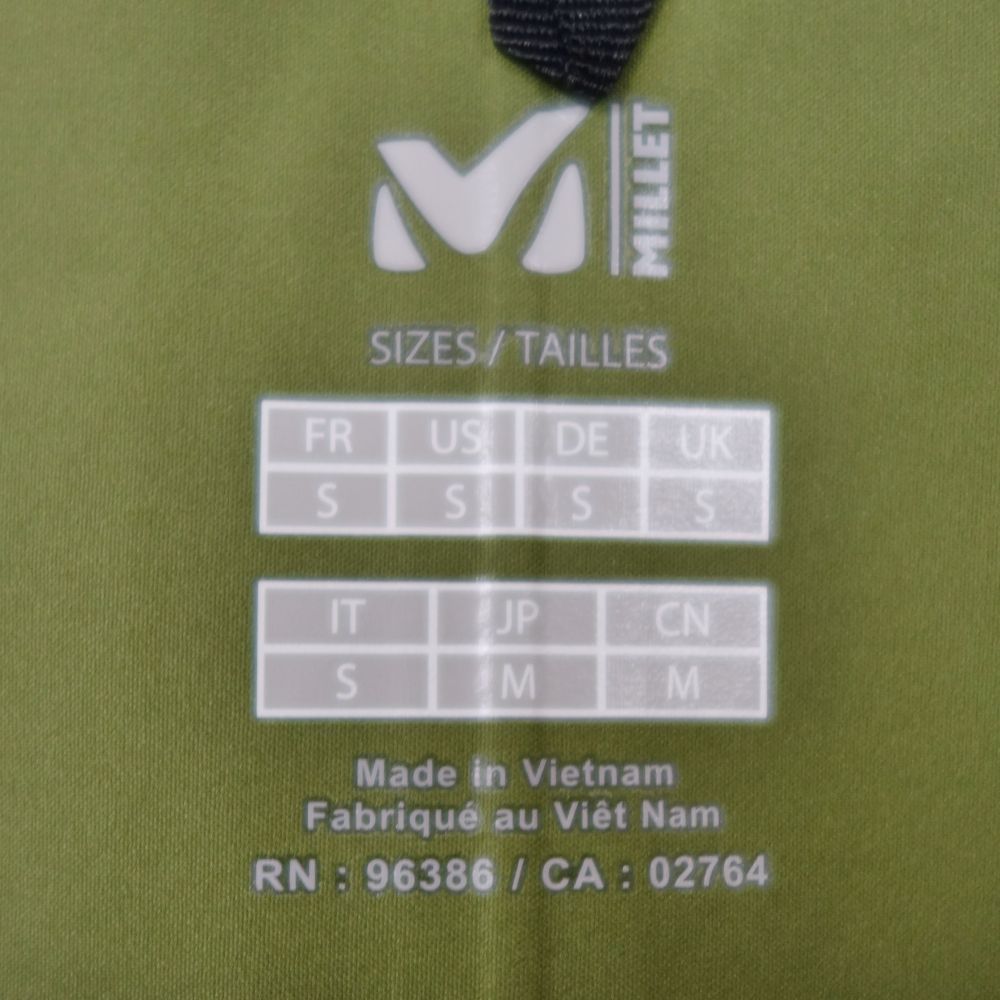 MILLET
SIZES / TAILLES
FR US DE UK
S S S S
IT JP CN
S M M
Made in Vietnam
Fabriqué au Viêt Nam
RN : 96386 / CA : 02764